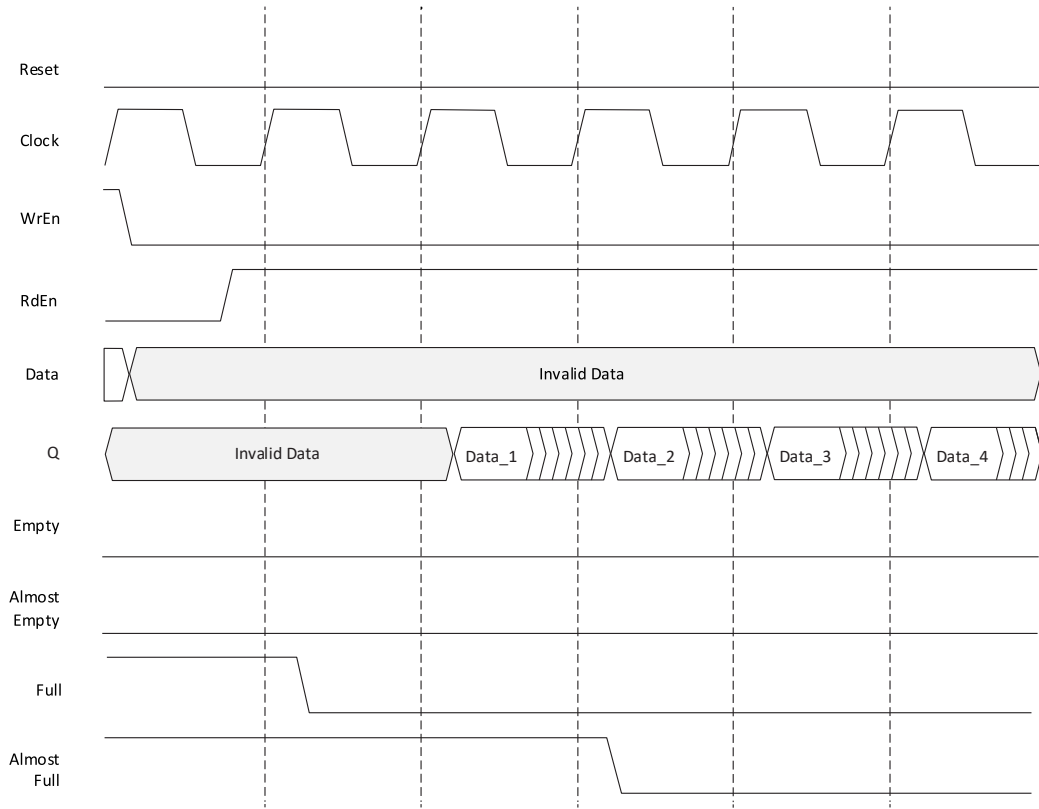 Reset
Clock
WrEn
RdEn
Data
Invalid Data
Q
Invalid Data
Data_1
Data_2
Data_3
Data_4
Empty
Almost
Empty
Full
Almost
Full